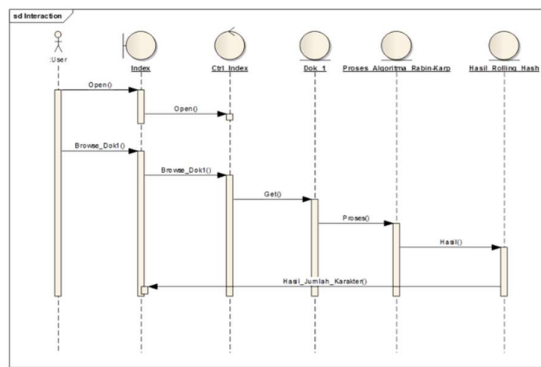 sd Interaction
:User
Index
Ctrl_Index
Dok_1
Proses_Algoritma_Rabin-Karp
Hasil_Rolling_Hash
Open()
Open()
Browse_Dok1()
Browse_Dok1()
Get()
Proses()
Hasil()
Hasil_Jumlah_Karakter()